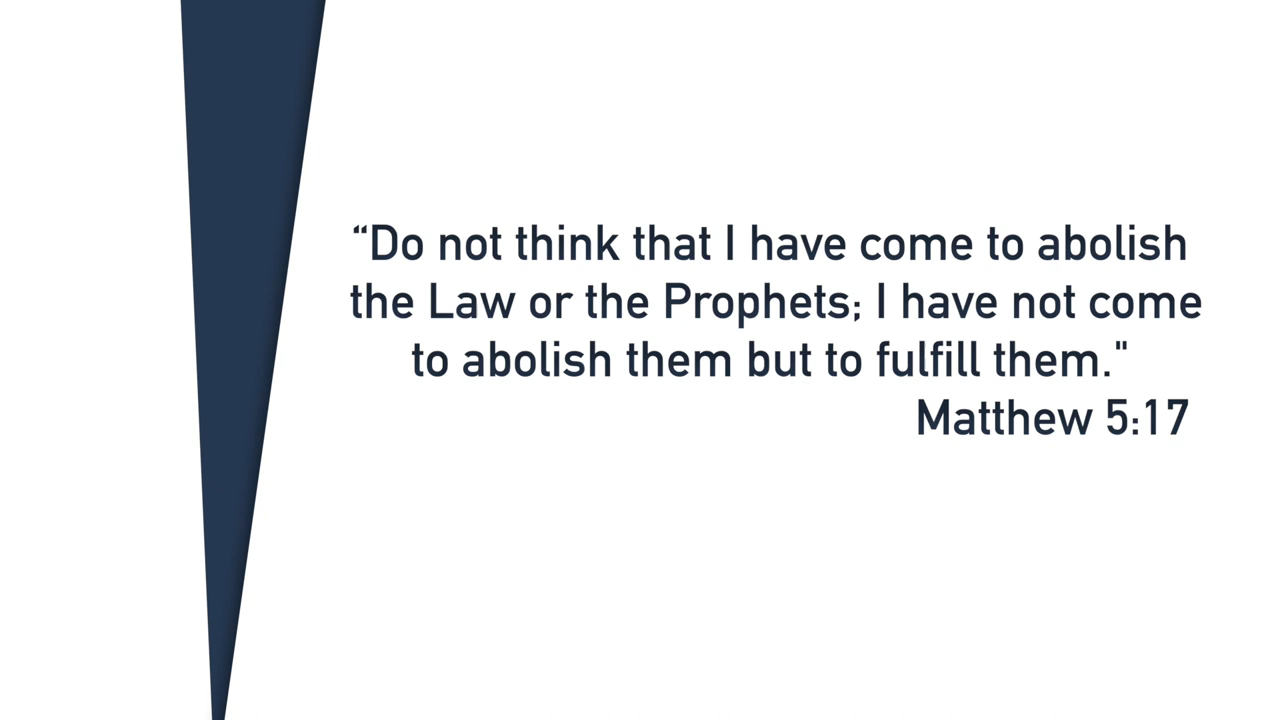 “Do not think that I have come to abolish
the Law or the Prophets; I have not come
to abolish them but to fulfill them."
Matthew 5:17